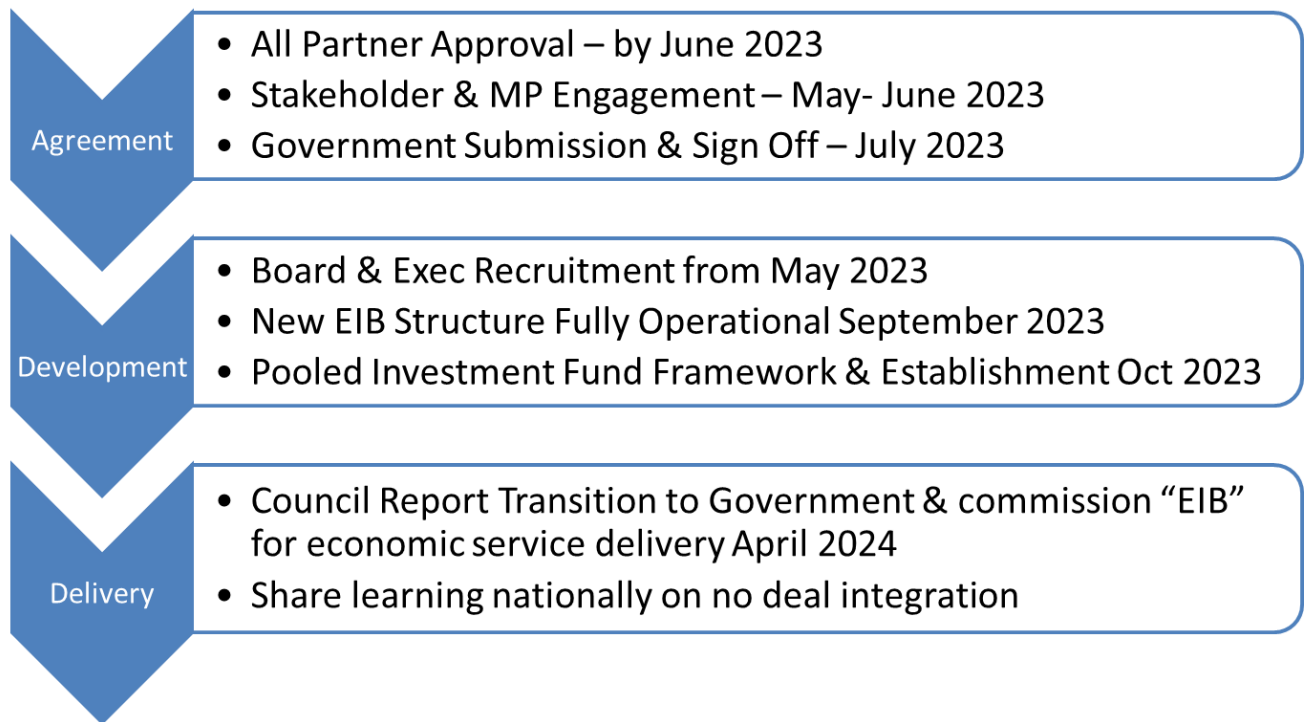 Agreement
• All Partner Approval – by June 2023
• Stakeholder & MP Engagement – May- June 2023
• Government Submission & Sign Off – July 2023
Development
• Board & Exec Recruitment from May 2023
• New EIB Structure Fully Operational September 2023
• Pooled Investment Fund Framework & Establishment Oct 2023
Delivery
• Council Report Transition to Government & commission “EIB”
for economic service delivery April 2024
• Share learning nationally on no deal integration